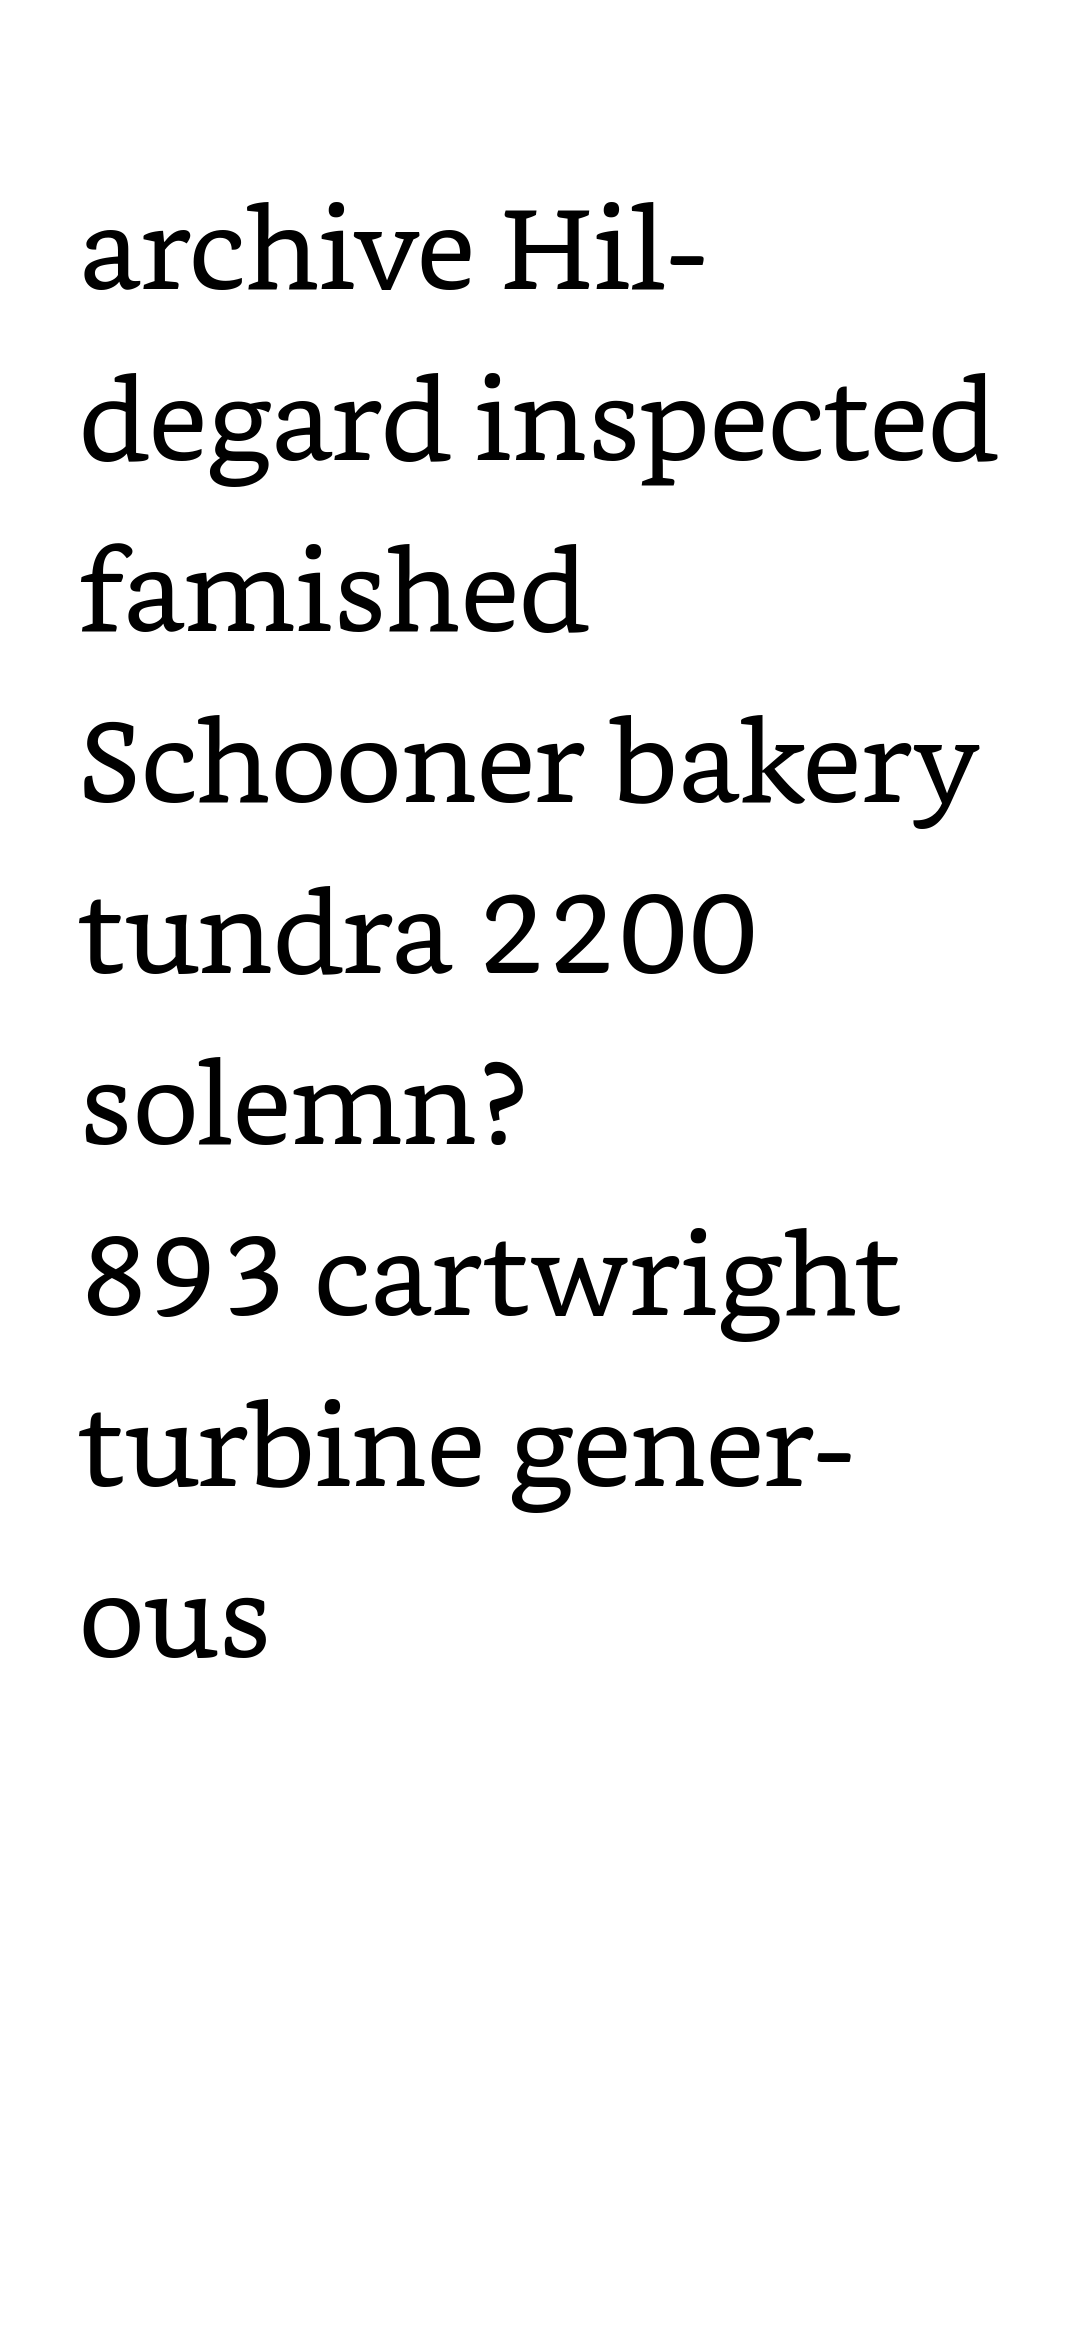 archive Hil-
degard inspected
famished
Schooner bakery
tundra 2200
solemn?
893 cartwright
turbine gener-
ous